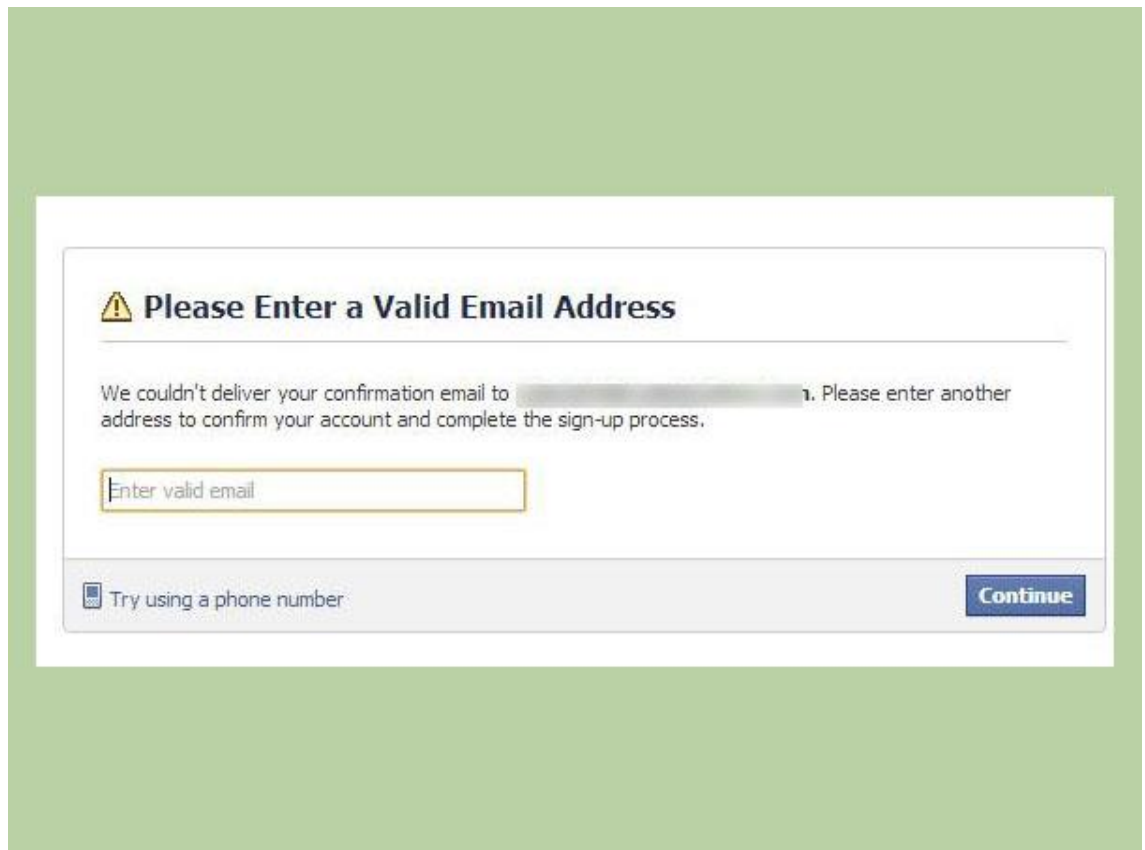 Please Enter a Valid Email Address
We couldn't deliver your confirmation email to . Please enter another
address to confirm your account and complete the sign-up process.
Enter valid email
Try using a phone number
Continue